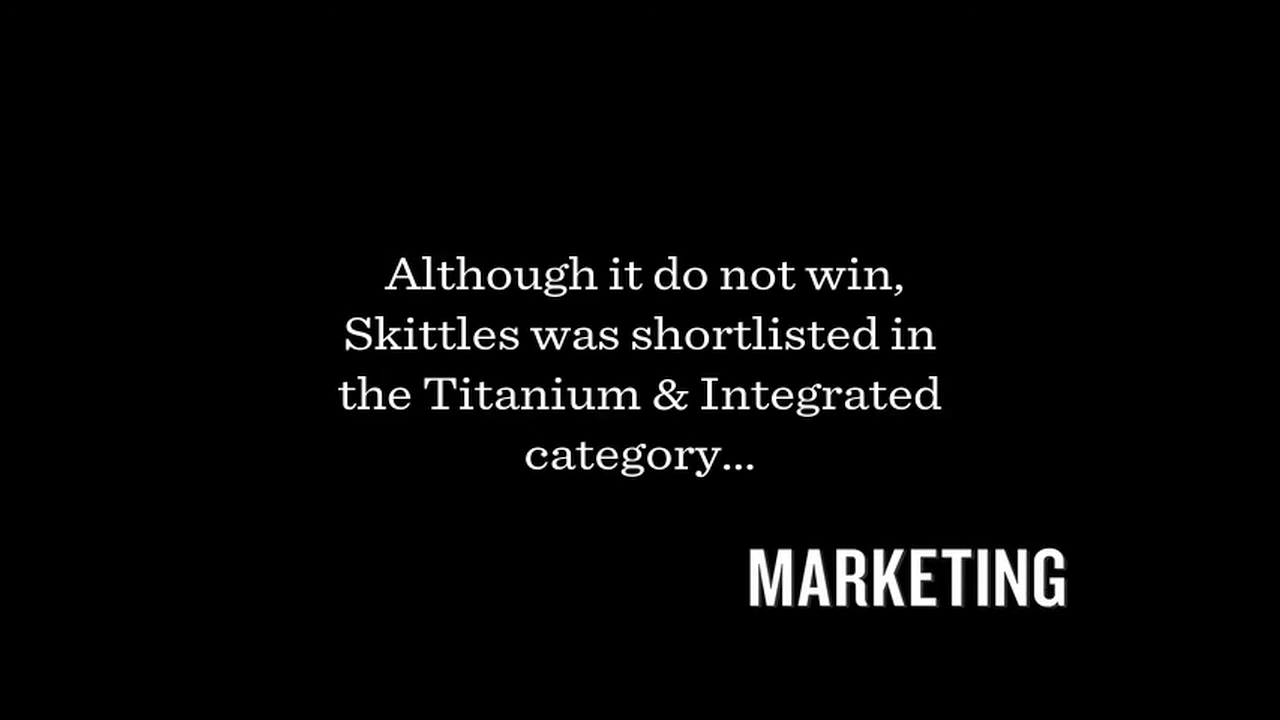 Although it do not win,
Skittles was shortlisted in
the Titanium & Integrated
category...
MARKETING